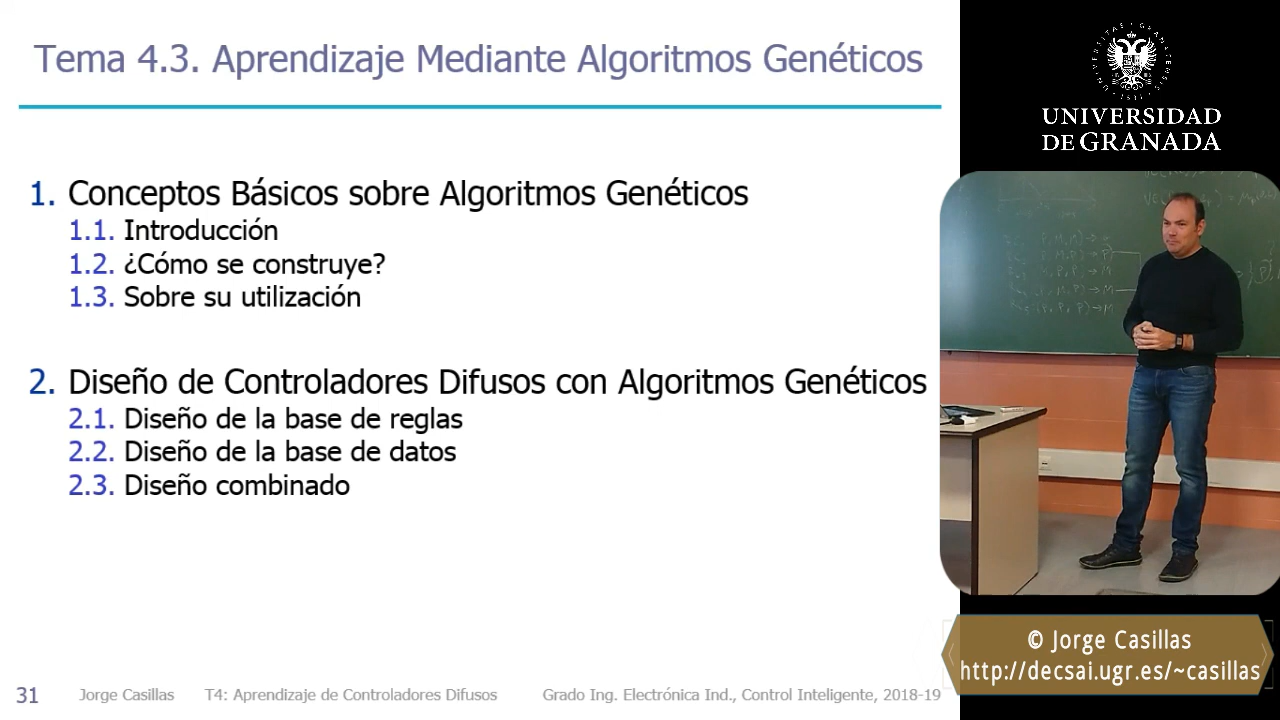 Tema 4.3. Aprendizaje Mediante Algoritmos Genéticos
1. Conceptos Básicos sobre Algoritmos Genéticos
1.1. Introducción
1.2. ¿Cómo se construye?
1.3. Sobre su utilización
2. Diseño de Controladores Difusos con Algoritmos Genéticos
2.1. Diseño de la base de reglas
2.2. Diseño de la base de datos
2.3. Diseño combinado
31 Jorge Casillas T4: Aprendizaje de Controladores Difusos Grado Ing. Electrónica Ind., Control Inteligente, 2018-19
UNIVERSIDAD
DE GRANADA
© Jorge Casillas
http://decsai.ugr.es/~casillas